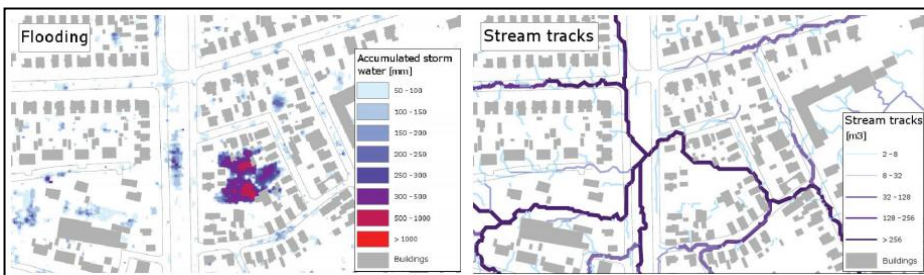 Flooding
Accumulated storm
water [mm]
50 - 100
100 - 150
150 - 200
200 - 250
250 - 300
300 - 500
500 - 1000
> 1000
Buildings
Stream tracks
Stream tracks
[m3]
2 - 8
8 - 32
32 - 128
128 - 256
> 256
Buildings